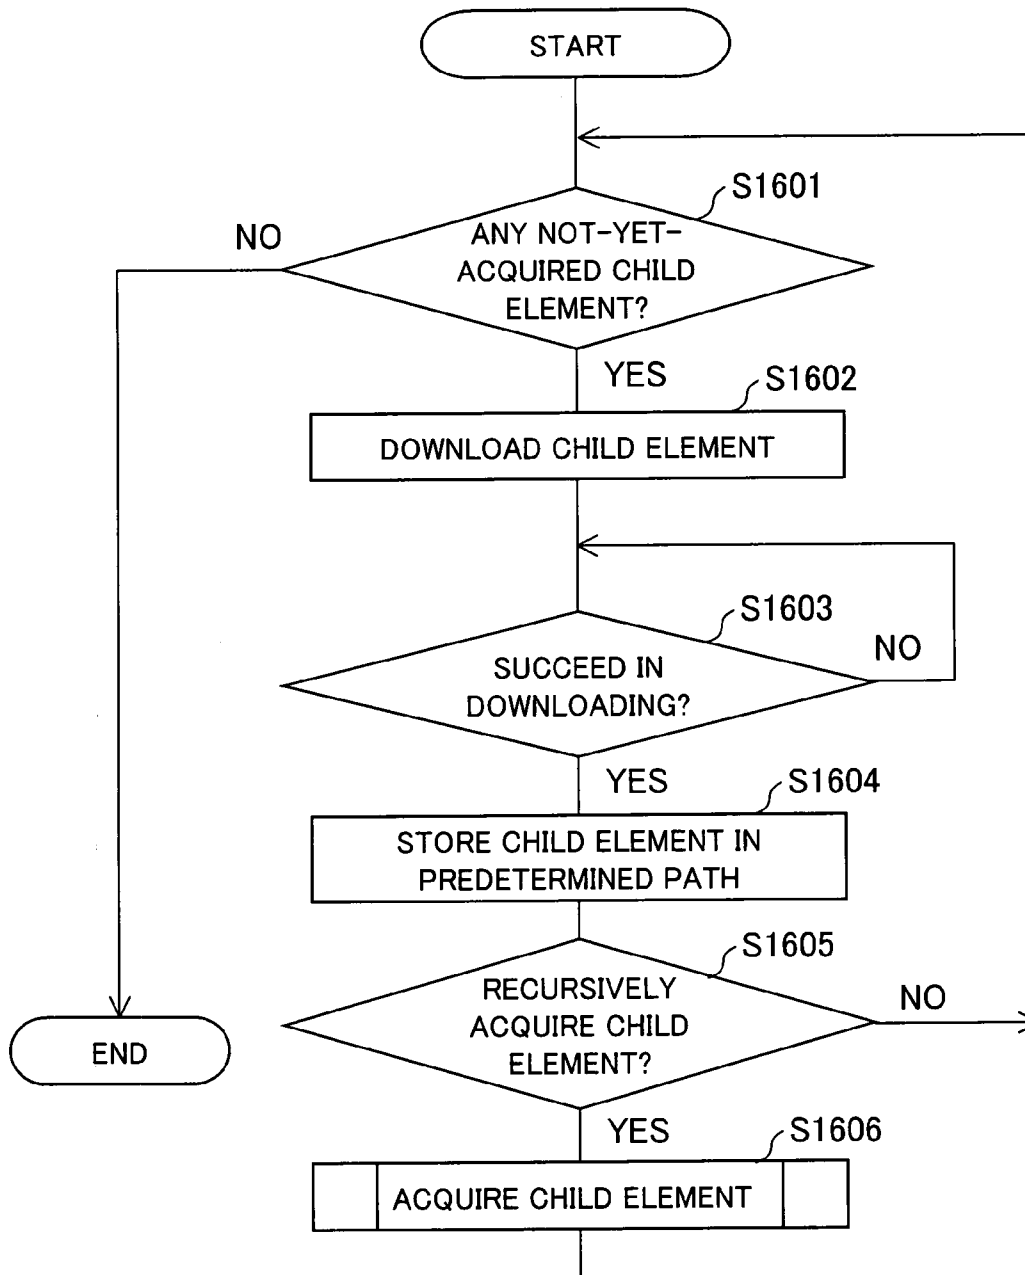 START
S1601
NO
ANY NOT-YET-
ACQUIRED CHILD
ELEMENT?
YES
S1602
DOWNLOAD CHILD ELEMENT
S1603
NO
SUCCEED IN
DOWNLOADING?
YES
S1604
STORE CHILD ELEMENT IN
PREDETERMINED PATH
S1605
RECURSIVELY
ACQUIRE CHILD
ELEMENT?
NO
END
YES
S1606
ACQUIRE CHILD ELEMENT